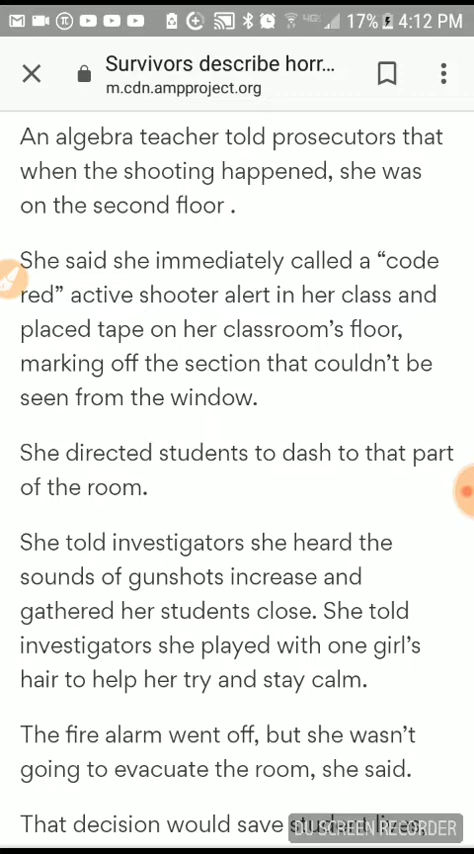 4G 17% 4:12 PM
Survivors describe horr...
m.cdn.ampproject.org
An algebra teacher told prosecutors that
when the shooting happened, she was
on the second floor .
She said she immediately called a “code
red” active shooter alert in her class and
placed tape on her classroom’s floor,
marking off the section that couldn’t be
seen from the window.
She directed students to dash to that part
of the room.
She told investigators she heard the
sounds of gunshots increase and
gathered her students close. She told
investigators she played with one girl’s
hair to help her try and stay calm.
The fire alarm went off, but she wasn’t
going to evacuate the room, she said.
That decision would save student lives,
DU SCREEN RECORDER